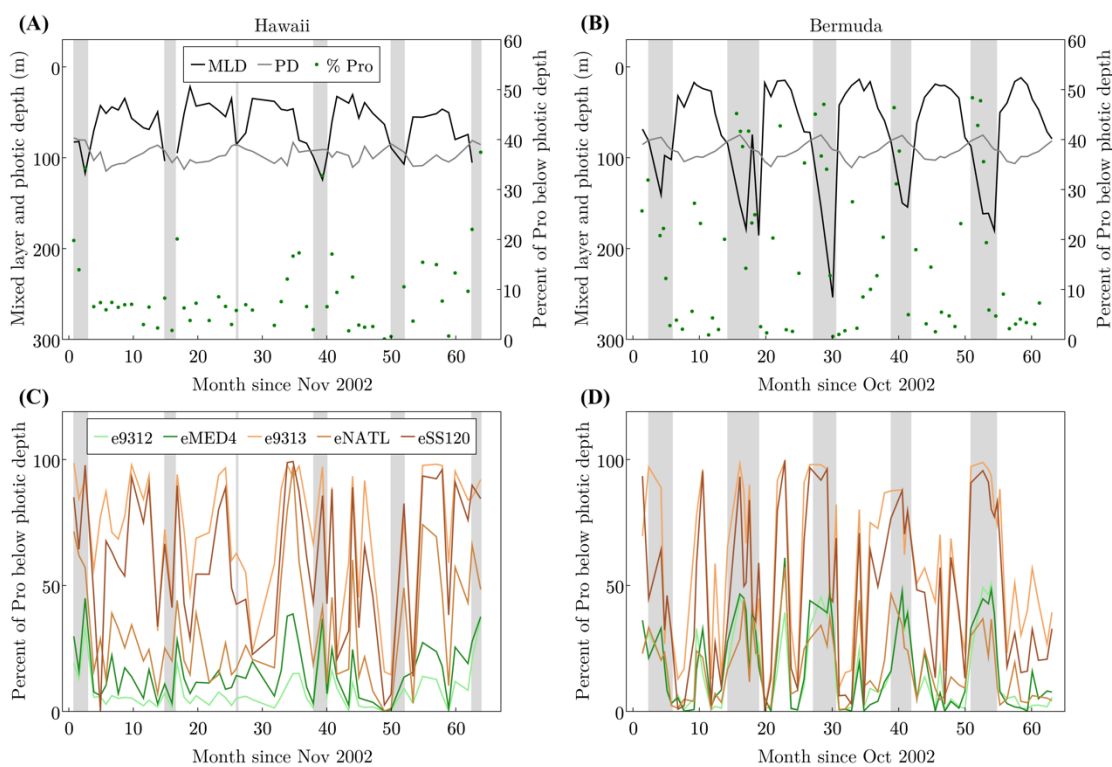 (A)
Hawaii
(B)
Bermuda
MLD PD % Pro
Mixed layer and photic depth (m)
0
100
200
300
60
50
40
30
20
10
0
Percent of Pro below photic depth
0 10 20 30 40 50 60
Month since Nov 2002
Mixed layer and photic depth (m)
0
100
200
300
60
50
40
30
20
10
0
Percent of Pro below photic depth
0 10 20 30 40 50 60
Month since Oct 2002
(C)
(D)
e9312 eMED4 e9313 eNATL eSS120
Percent of Pro below photic depth
100
50
0
0 10 20 30 40 50 60
Month since Nov 2002
Percent of Pro below photic depth
100
50
0
0 10 20 30 40 50 60
Month since Oct 2002